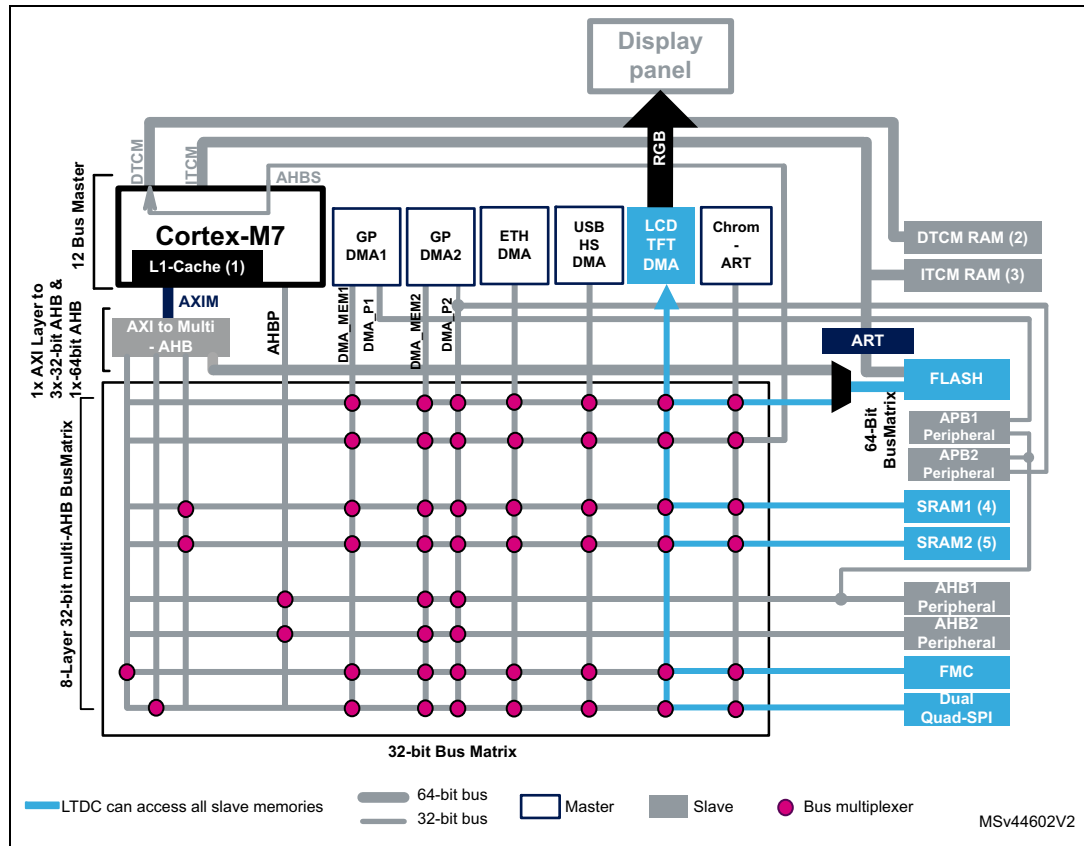 Display
panel
RGB
DTCM
ITCM
AHBS
12 Bus Master
Cortex-M7
L1-Cache (1)
GP
DMA1
GP
DMA2
ETH
DMA
USB
HS
DMA
LCD
TFT
DMA
Chrom
-
ART
DTCM RAM (2)
ITCM RAM (3)
AXIM
AXI to Multi
- AHB
1x AXI Layer to
3x-32-bit AHB &
1x-64bit AHB
AHBP
DMA_MEM1
DMA_P1
DMA_MEM2
DMA_P2
ART
FLASH
64-Bit
BusMatrix
APB1
Peripheral
APB2
Peripheral
8-Layer 32-bit multi-AHB BusMatrix
SRAM1 (4)
SRAM2 (5)
AHB1
Peripheral
AHB2
Peripheral
FMC
Dual
Quad-SPI
32-bit Bus Matrix
LTDC can access all slave memories
64-bit bus
32-bit bus
Master
Slave
Bus multiplexer
MSv44602V2